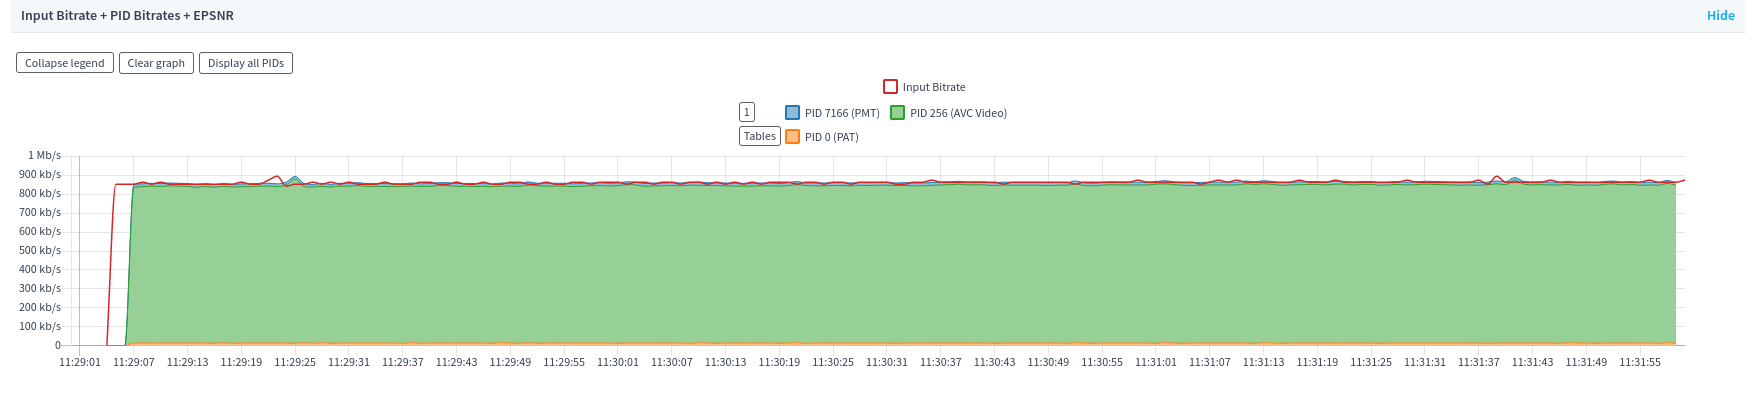 Input Bitrate + PID Bitrates + EPSNR Hide
Collapse legend Clear graph Display all PIDs
Input Bitrate
1 PID 7166 (PMT) PID 256 (AVC Video)
Tables PID 0 (PAT)
1 Mb/s
900 kb/s
800 kb/s
700 kb/s
600 kb/s
500 kb/s
400 kb/s
300 kb/s
200 kb/s
100 kb/s
0
11:29:01 11:29:07 11:29:13 11:29:19 11:29:25 11:29:31 11:29:37 11:29:43 11:29:49 11:29:55 11:30:01 11:30:07 11:30:13 11:30:19 11:30:25 11:30:31 11:30:37 11:30:43 11:30:49 11:30:55 11:31:01 11:31:07 11:31:13 11:31:19 11:31:25 11:31:31 11:31:37 11:31:43 11:31:49 11:31:55